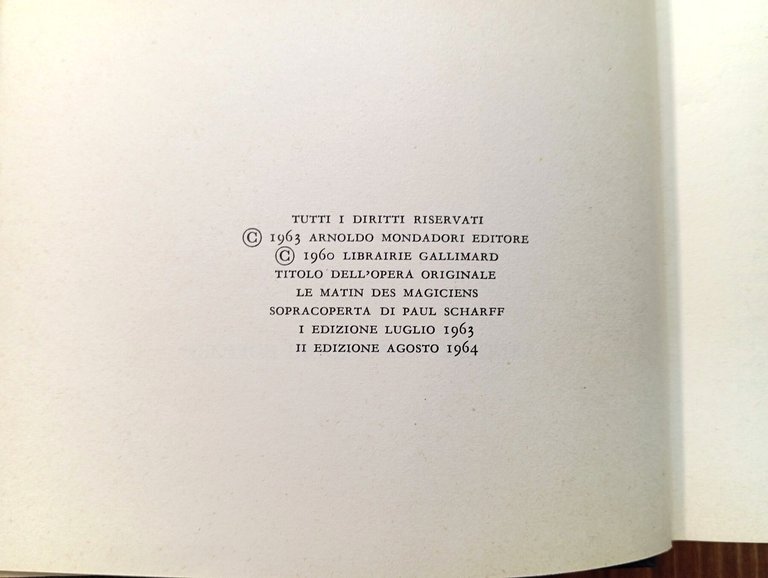 TUTTI I DIRITTI RISERVATI
© 1963 ARNOLDO MONDADORI EDITORE
© 1960 LIBRAIRIE GALLIMARD
TITOLO DELL'OPERA ORIGINALE
LE MATIN DES MAGICIENS
SOPRACOPERTA DI PAUL SCHARFF
I EDIZIONE LUGLIO 1963
II EDIZIONE AGOSTO 1964